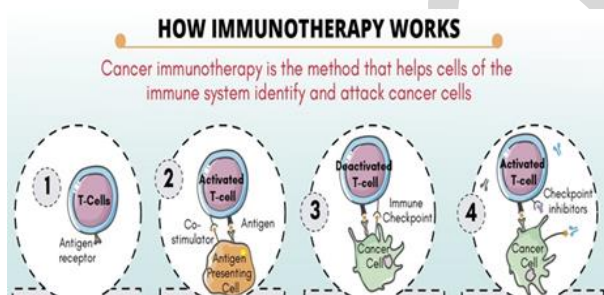 HOW IMMUNOTHERAPY WORKS
Cancer immunotherapy is the method that helps cells of the
immune system identify and attack cancer cells
1
T-Cells
Antigen
receptor
2
Activated
T-cell
Co-
stimulator
Antigen
Antigen
Presenting
Cell
3
Deactivated
T-cell
Immune
Checkpoint
Cancer
Cell
4
Activated
T-cell
Checkpoint
inhibitors
Cancer
Cell